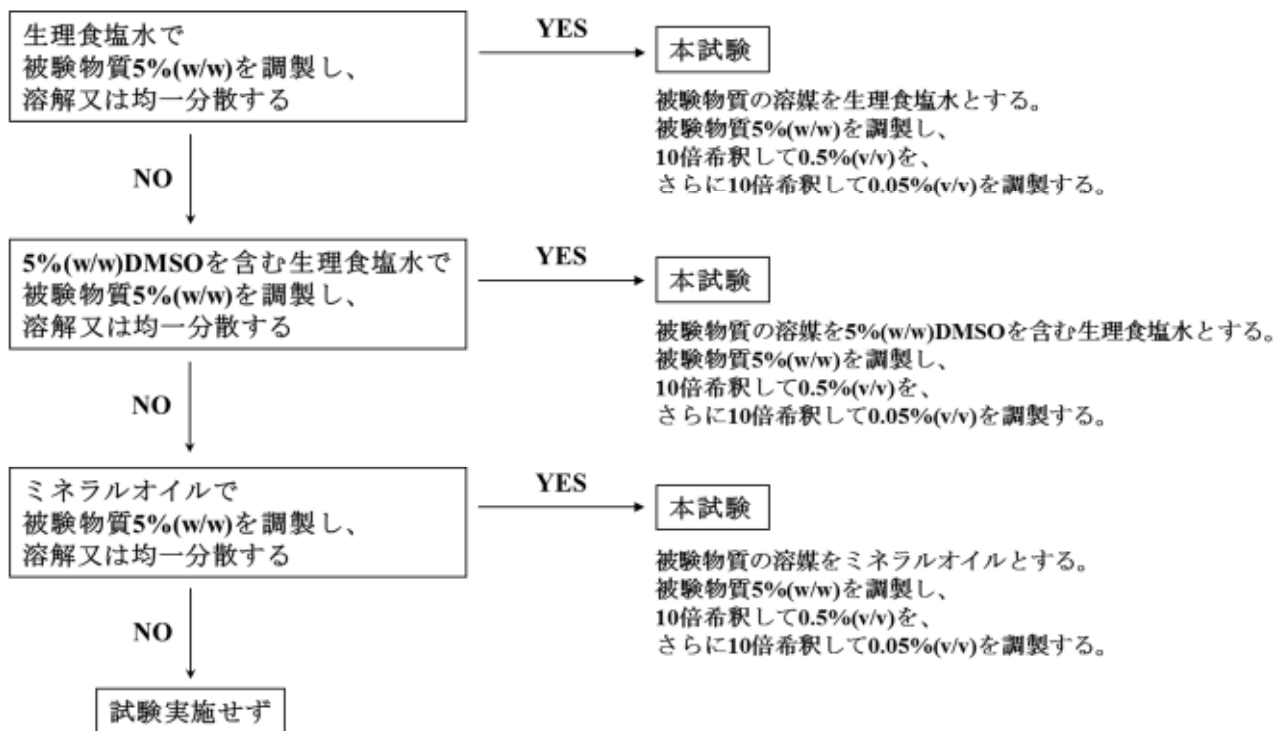 生理食塩水で
被験物質5%(w/w)を調製し、
溶解又は均一分散する
YES
本試験
被験物質の溶媒を生理食塩水とする。
被験物質5%(w/w)を調製し、
10倍希釈して0.5%(v/v)を、
さらに10倍希釈して0.05%(v/v)を調製する。
NO
5%(w/w)DMSOを含む生理食塩水で
被験物質5%(w/w)を調製し、
溶解又は均一分散する
YES
本試験
被験物質の溶媒を5%(w/w)DMSOを含む生理食塩水とする。
被験物質5%(w/w)を調製し、
10倍希釈して0.5%(v/v)を、
さらに10倍希釈して0.05%(v/v)を調製する。
NO
ミネラルオイルで
被験物質5%(w/w)を調製し、
溶解又は均一分散する
YES
本試験
被験物質の溶媒をミネラルオイルとする。
被験物質5%(w/w)を調製し、
10倍希釈して0.5%(v/v)を、
さらに10倍希釈して0.05%(v/v)を調製する。
NO
試験実施せず